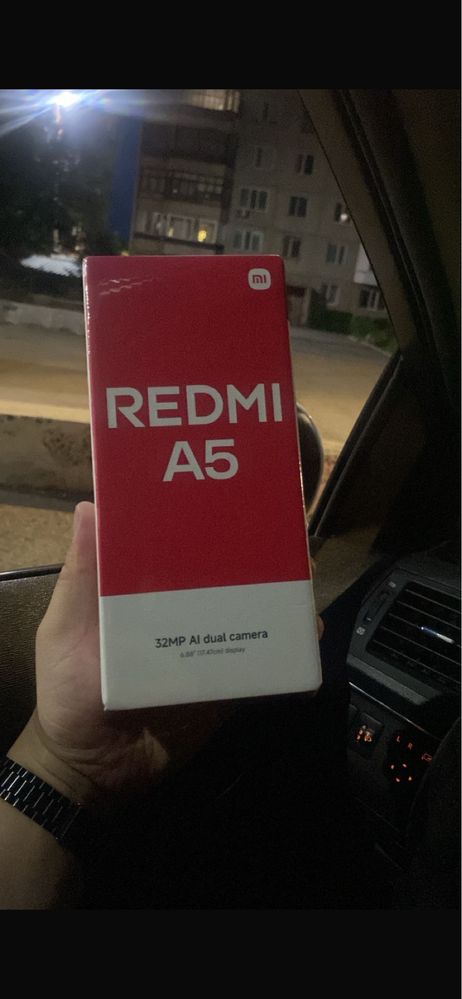 mi
REDMI
A5
32MP AI dual camera
6.88" (17.47cm) display
L R